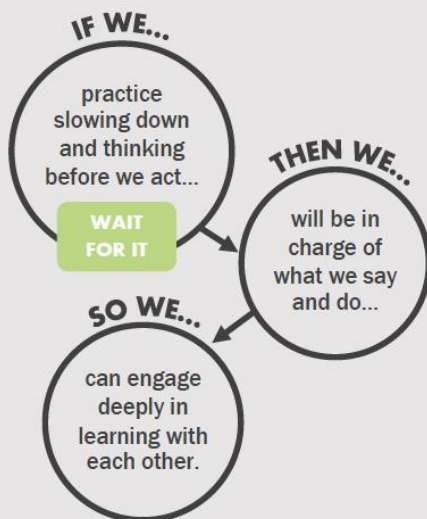 IF WE...
practice
slowing down
and thinking
before we act...
WAIT
FOR IT
THEN WE...
will be in
charge of
what we say
and do...
SO WE...
can engage
deeply in
learning with
each other.